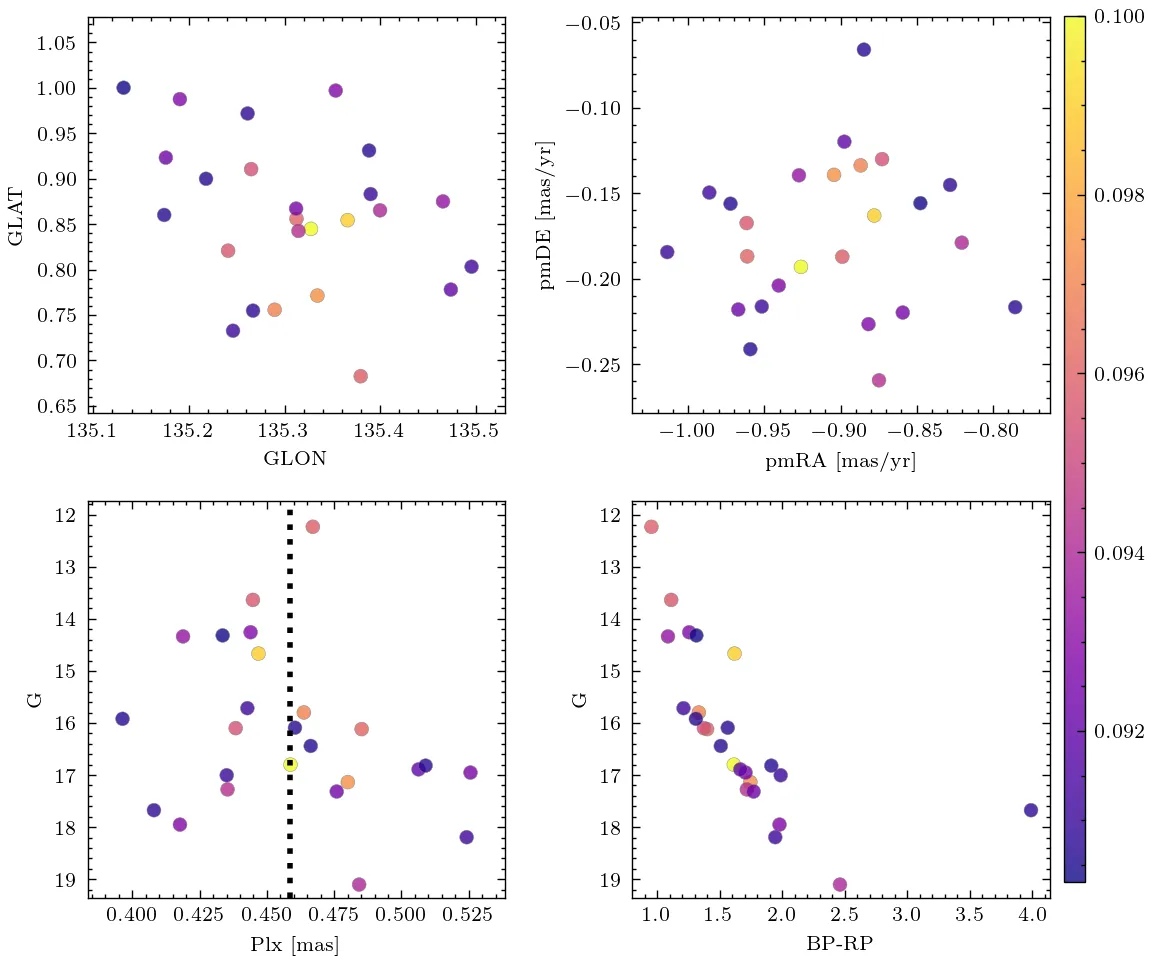 1.05
1.00
0.95
0.90
0.85
0.80
0.75
0.70
0.65
GLAT
135.1 135.2 135.3 135.4 135.5
GLON
−0.05
−0.10
−0.15
−0.20
−0.25
pmDE [mas/yr]
−1.00 −0.95 −0.90 −0.85 −0.80
pmRA [mas/yr]
0.100
0.098
0.096
0.094
0.092
12
13
14
15
16
17
18
19
G
0.400 0.425 0.450 0.475 0.500 0.525
Plx [mas]
12
13
14
15
16
17
18
19
G
1.0 1.5 2.0 2.5 3.0 3.5 4.0
BP-RP